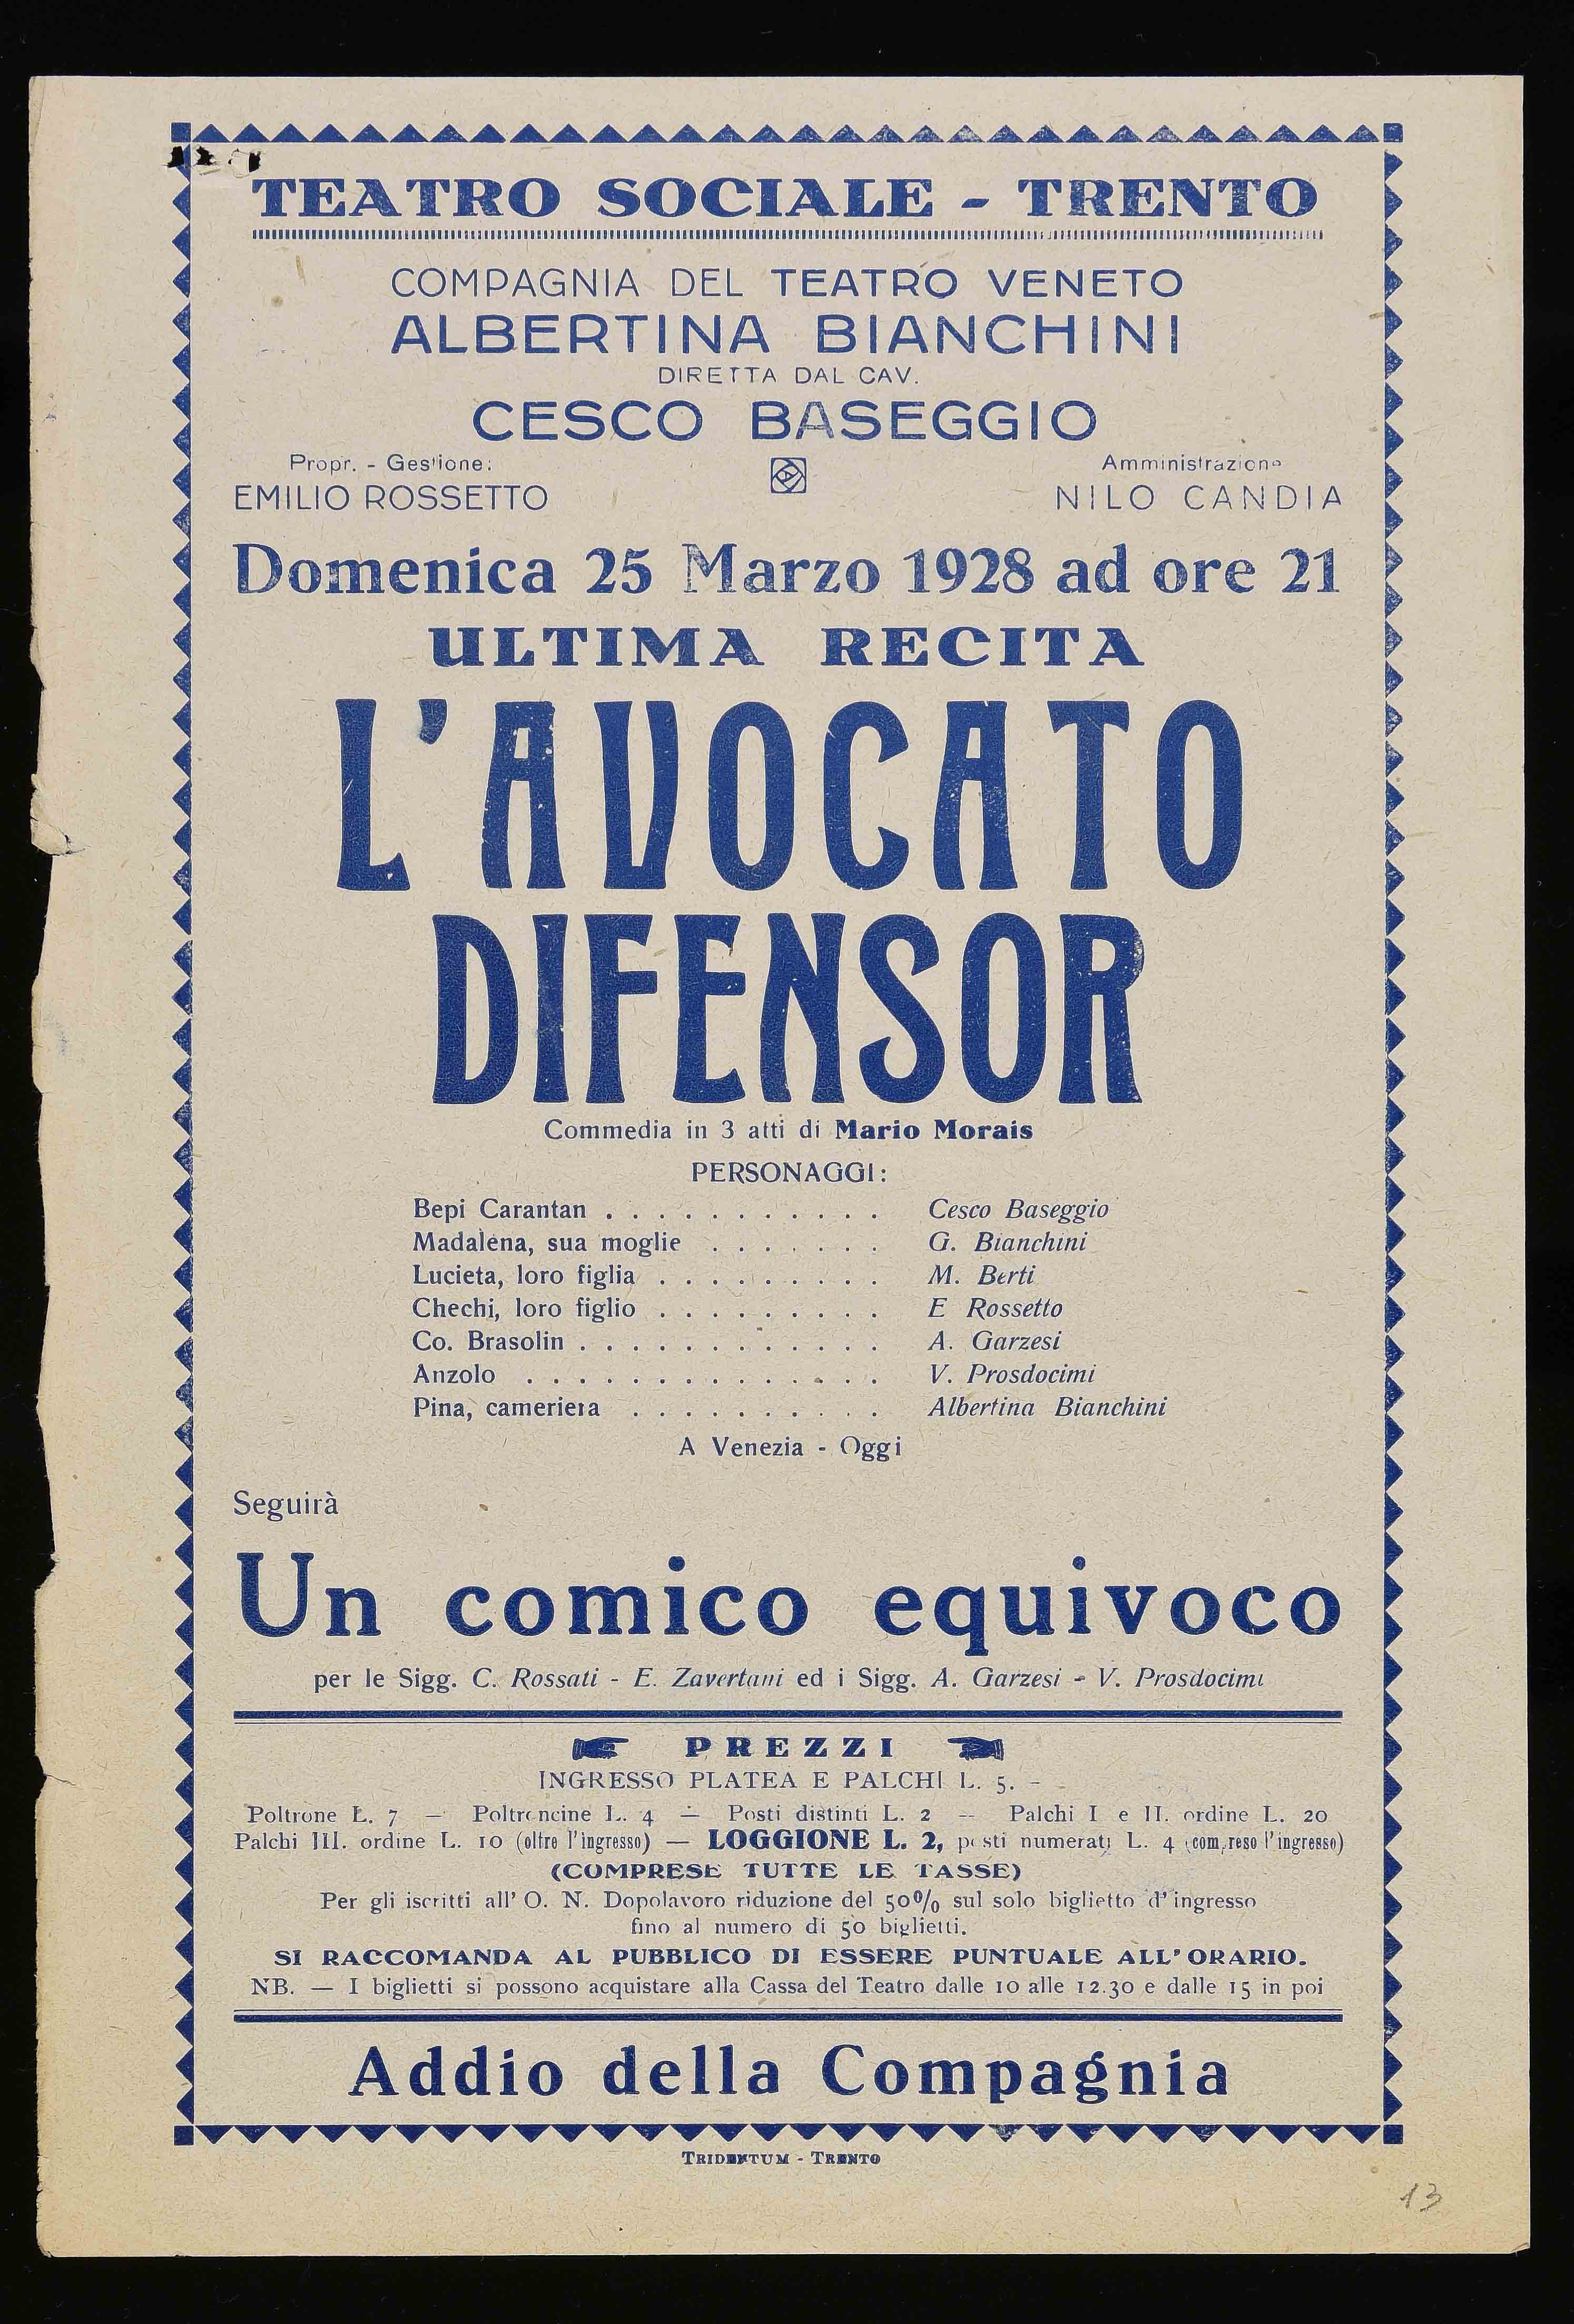 TEATRO SOCIALE - TRENTO
COMPAGNIA DEL TEATRO VENETO
ALBERTINA BIANCHINI
DIRETTA DAL CAV.
CESCO BASEGGIO
Propr. - Gestione: Amministrazione
EMILIO ROSSETTO NILO CANDIA
Domenica 25 Marzo 1928 ad ore 21
ULTIMA RECITA
L'AVOCATO
DIFENSOR
Commedia in 3 atti di Mario Morais
PERSONAGGI:
Bepi Carantan . . . . . . . . . . . Cesco Baseggio
Madalena, sua moglie . . . . . . . G. Bianchini
Lucieta, loro figlia . . . . . . . . . M. Berti
Chechi, loro figlio . . . . . . . . . E Rossetto
Co. Brasolin . . . . . . . . . . . . A. Garzesi
Anzolo . . . . . . . . . . . . . . V. Prosdocimi
Pina, cameriera . . . . . . . . . . Albertina Bianchini
A Venezia - Oggi
Seguirà
Un comico equivoco
per le Sigg. C. Rossati - E. Zavertani ed i Sigg. A. Garzesi - V. Prosdocimi
PREZZI
INGRESSO PLATEA E PALCHI L. 5. -
Poltrone L. 7 — Poltroncine L. 4 — Posti distinti L. 2 — Palchi I e II. ordine L. 20
Palchi III. ordine L. 10 (oltre l'ingresso) — LOGGIONE L. 2, posti numerati L. 4 (compreso l'ingresso)
(COMPRESE TUTTE LE TASSE)
Per gli iscritti all'O. N. Dopolavoro riduzione del 50% sul solo biglietto d'ingresso
fino al numero di 50 biglietti.
SI RACCOMANDA AL PUBBLICO DI ESSERE PUNTUALE ALL'ORARIO.
NB. — I biglietti si possono acquistare alla Cassa del Teatro dalle 10 alle 12.30 e dalle 15 in poi
Addio della Compagnia
TRIDENTUM - TRENTO
13